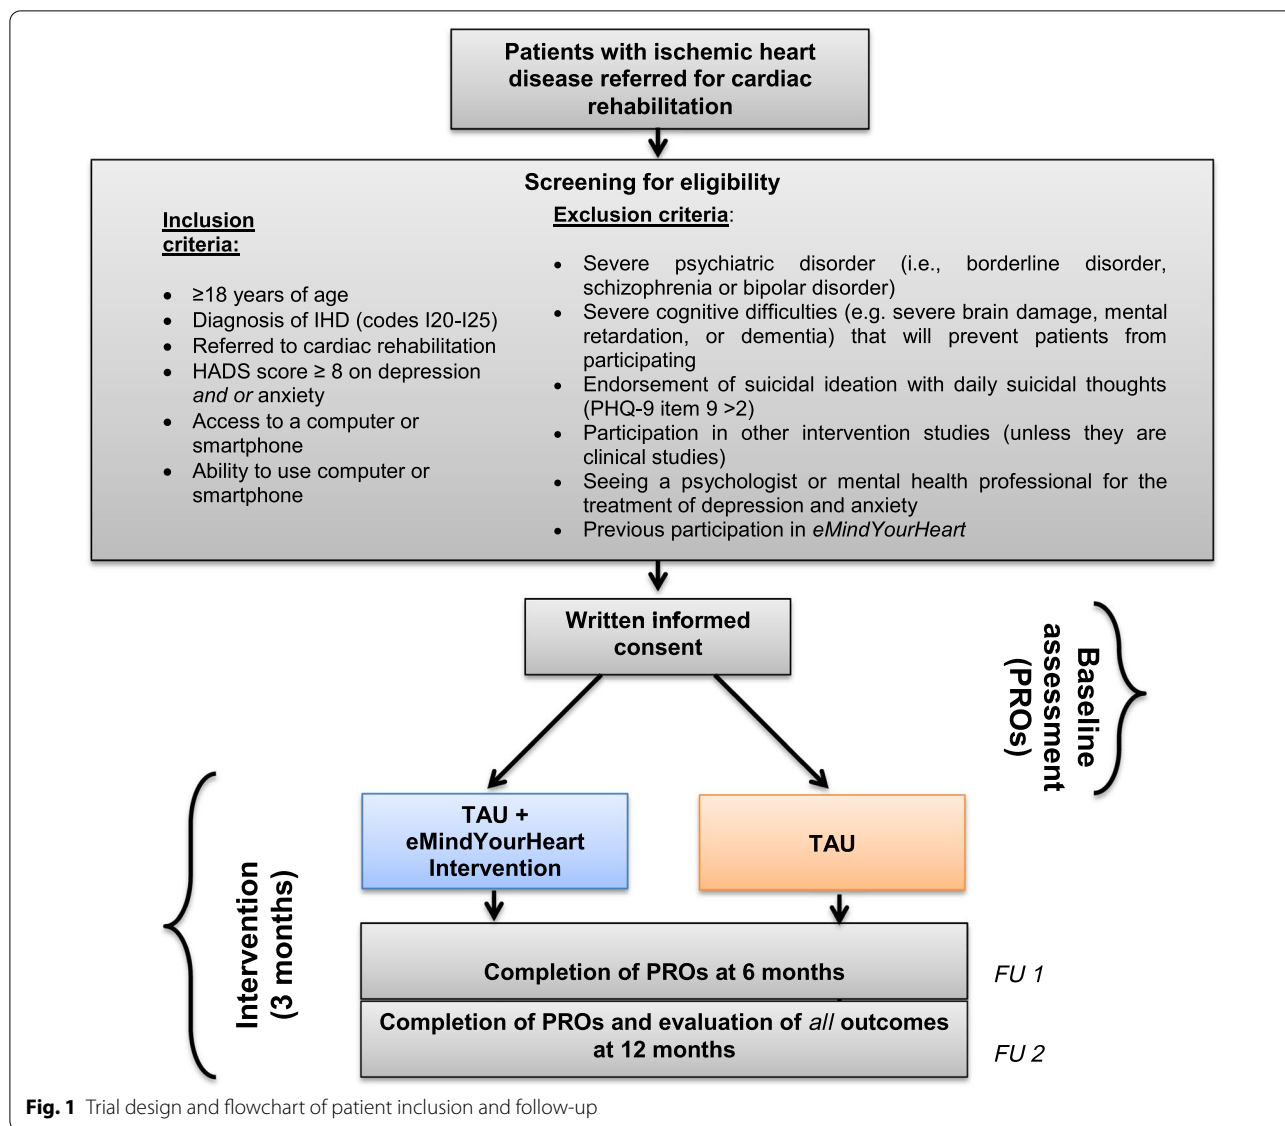 Patients with ischemic heart
disease referred for cardiac
rehabilitation
Screening for eligibility
Inclusion
criteria:
• ≥18 years of age
• Diagnosis of IHD (codes I20-I25)
• Referred to cardiac rehabilitation
• HADS score ≥ 8 on depression
and or anxiety
• Access to a computer or
smartphone
• Ability to use computer or
smartphone
Exclusion criteria:
• Severe psychiatric disorder (i.e., borderline disorder,
schizophrenia or bipolar disorder)
• Severe cognitive difficulties (e.g. severe brain damage, mental
retardation, or dementia) that will prevent patients from
participating
• Endorsement of suicidal ideation with daily suicidal thoughts
(PHQ-9 item 9 >2)
• Participation in other intervention studies (unless they are
clinical studies)
• Seeing a psychologist or mental health professional for the
treatment of depression and anxiety
• Previous participation in eMindYourHeart
Written informed
consent
Baseline
assessment
(PROs)
TAU +
eMindYourHeart
Intervention
TAU
Intervention
(3 months)
Completion of PROs at 6 months
FU 1
Completion of PROs and evaluation of all outcomes
at 12 months
FU 2
Fig. 1 Trial design and flowchart of patient inclusion and follow-up